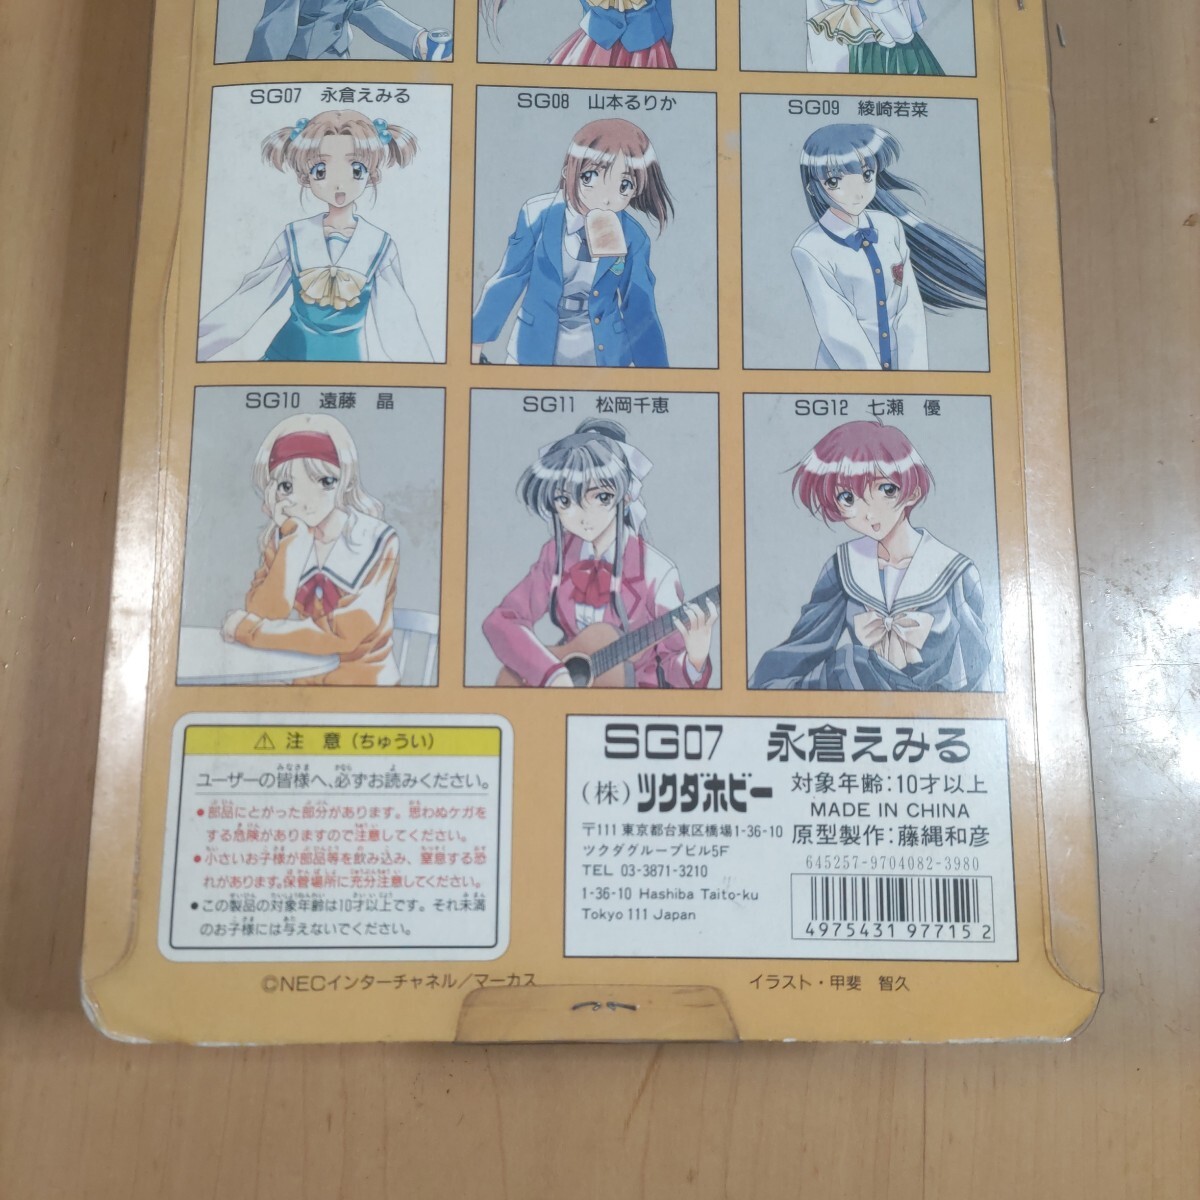 SG07 永倉えみる
SG08 山本るりか
SG09 綾崎若菜
SG10 遠藤 晶
SG11 松岡千恵
SG12 七瀬 優
⚠ 注 意（ちゅうい）
ユーザーの皆様へ、必ずお読みください。
●部品にとがった部分があります。思わぬケガを
する危険がありますので注意してください。
●小さいお子様が部品等を飲み込み、窒息する恐
れがあります。保管場所に充分注意してください。
●この製品の対象年齢は10才以上です。それ未満
のお子様には与えないでください。
SG07 永倉えみる
（株）ツクダホビー
〒111 東京都台東区橋場1-36-10
ツクダグループビル5F
TEL 03-3871-3210
1-36-10 Hashiba Taito-ku
Tokyo 111 Japan
対象年齢：10才以上
MADE IN CHINA
原型製作：藤縄和彦
645257-9704082-3980
4975431 977152
©NECインターチャネル／マーカス
イラスト・甲斐 智久